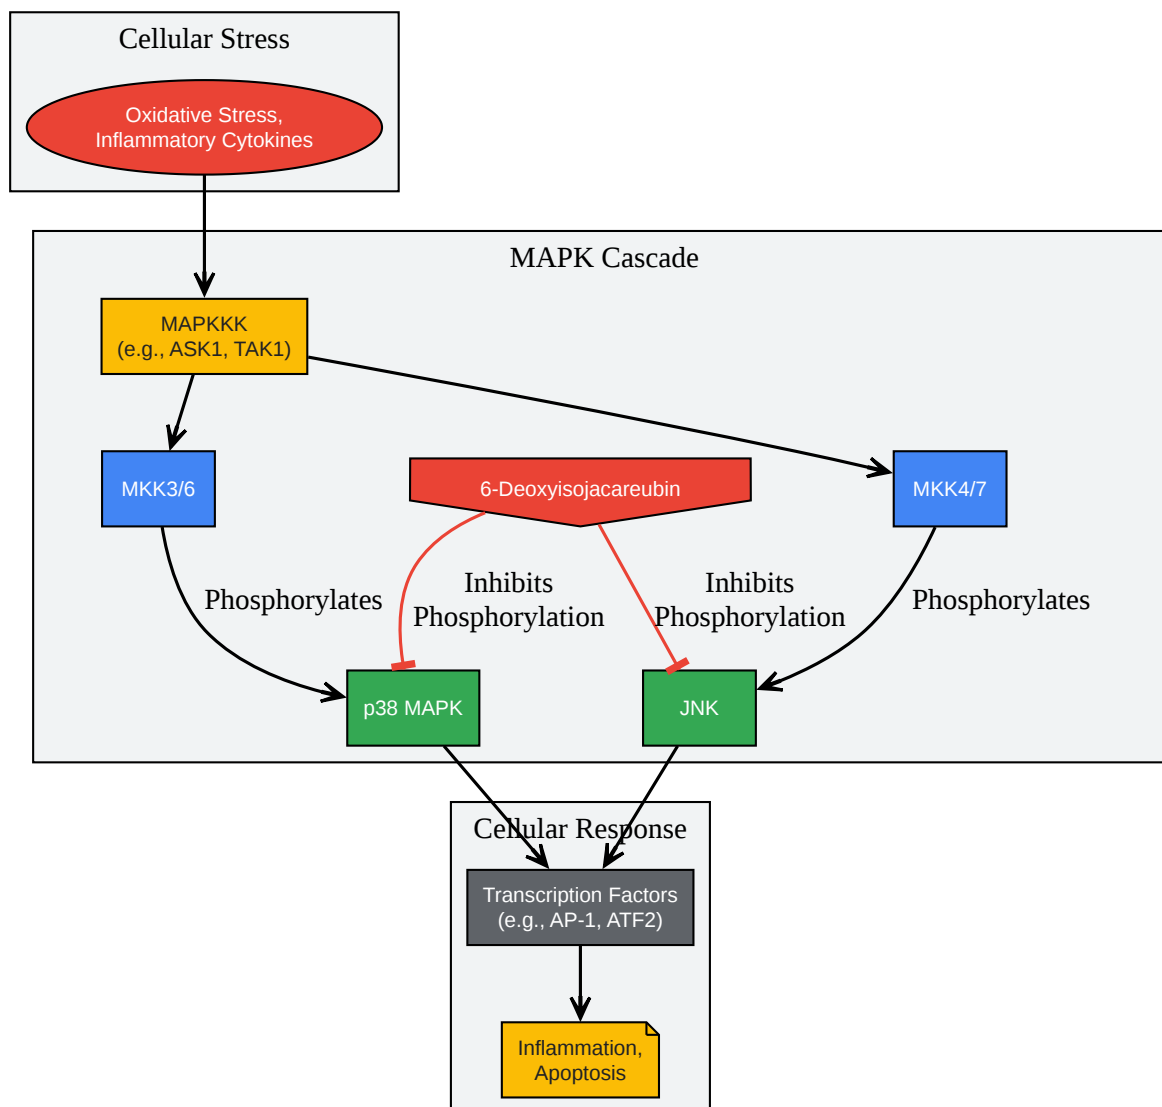 Cellular Stress
Oxidative Stress,
Inflammatory Cytokines
MAPK Cascade
MAPKKK
(e.g., ASK1, TAK1)
MKK3/6
6-Deoxyisojacareubin
MKK4/7
Phosphorylates
Inhibits
Phosphorylation
Inhibits
Phosphorylation
Phosphorylates
p38 MAPK
JNK
Cellular Response
Transcription Factors
(e.g., AP-1, ATF2)
Inflammation,
Apoptosis